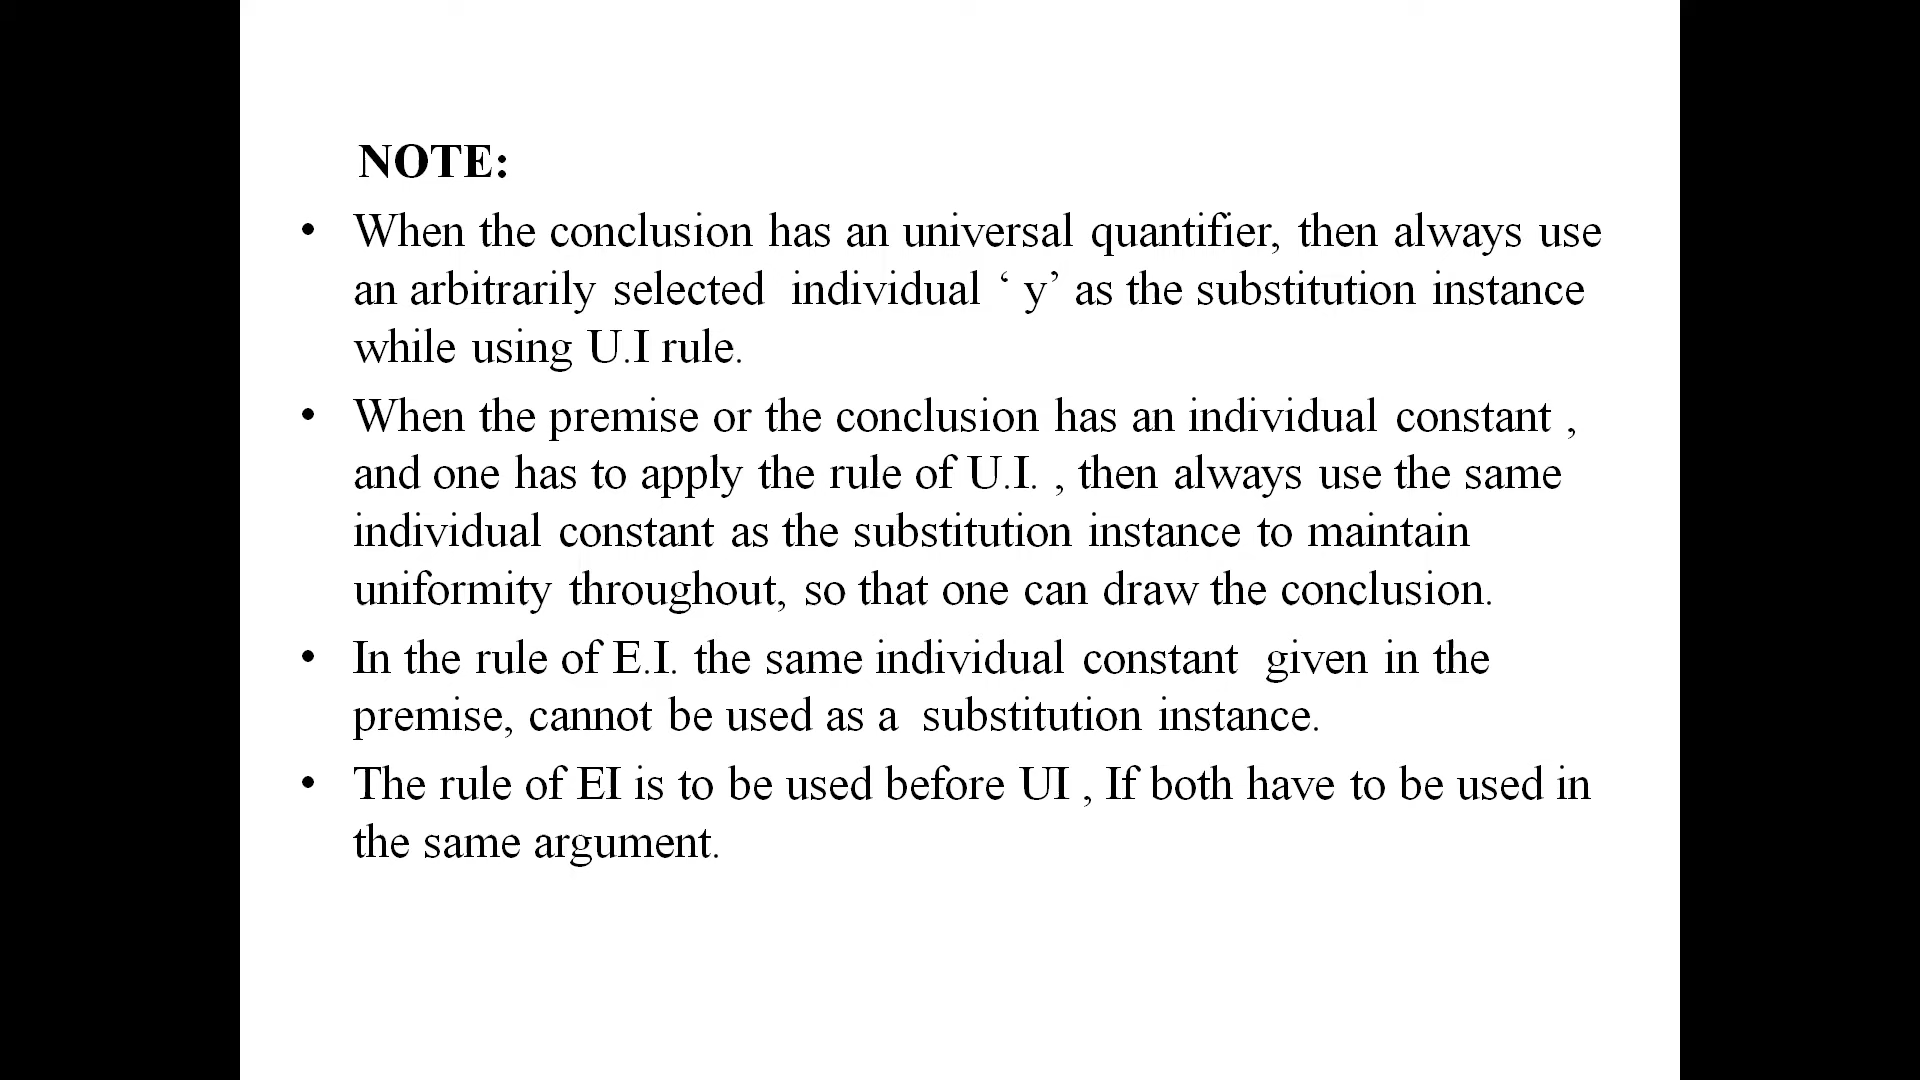 NOTE:
• When the conclusion has an universal quantifier, then always use
an arbitrarily selected individual ‘ y’ as the substitution instance
while using U.I rule.
• When the premise or the conclusion has an individual constant ,
and one has to apply the rule of U.I. , then always use the same
individual constant as the substitution instance to maintain
uniformity throughout, so that one can draw the conclusion.
• In the rule of E.I. the same individual constant given in the
premise, cannot be used as a substitution instance.
• The rule of EI is to be used before UI , If both have to be used in
the same argument.